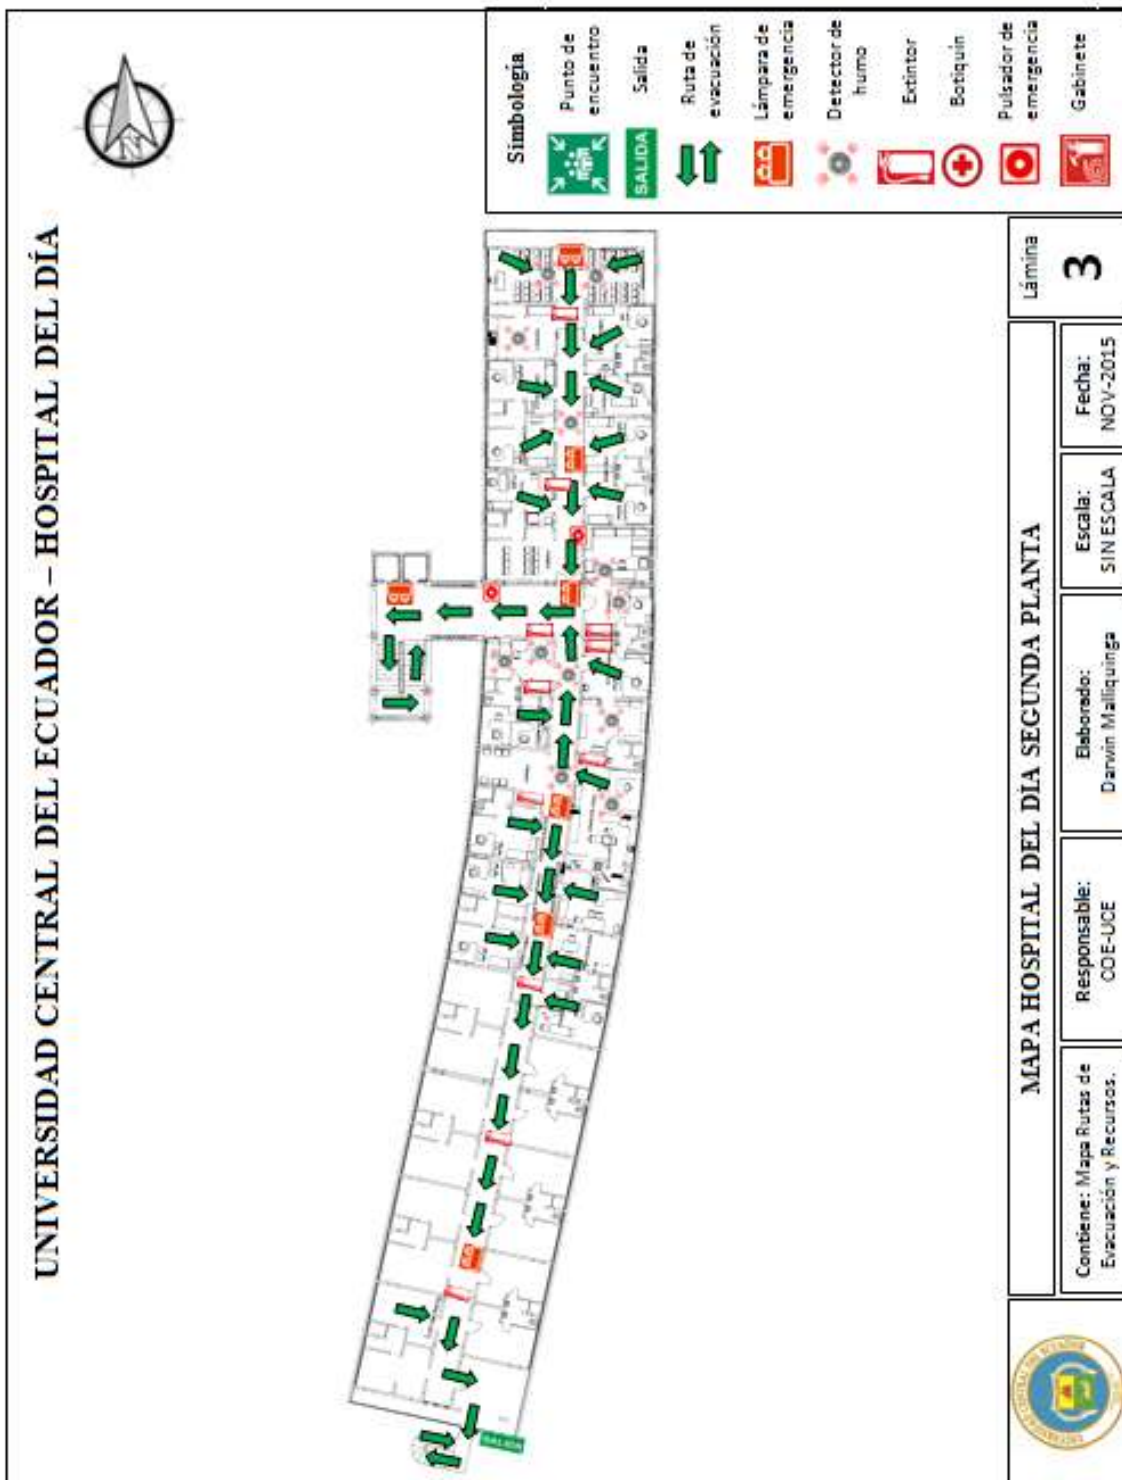 UNIVERSIDAD CENTRAL DEL ECUADOR – HOSPITAL DEL DÍA
N
Simbología
Punto de
encuentro
SALIDA
Salida
Ruta de
evacuación
Lámpara de
emergencia
Detector de
humo
Extintor
Botiquín
Pulsador de
emergencia
Gabinete
SALIDA
MAPA HOSPITAL DEL DÍA SEGUNDA PLANTA
Lámina
3
Contiene: Mapa Rutas de
Evacuación y Recursos.
Responsable:
COE-UCE
Elaborado:
Darwin Malliquinga
Escala:
SIN ESCALA
Fecha:
NOV-2015